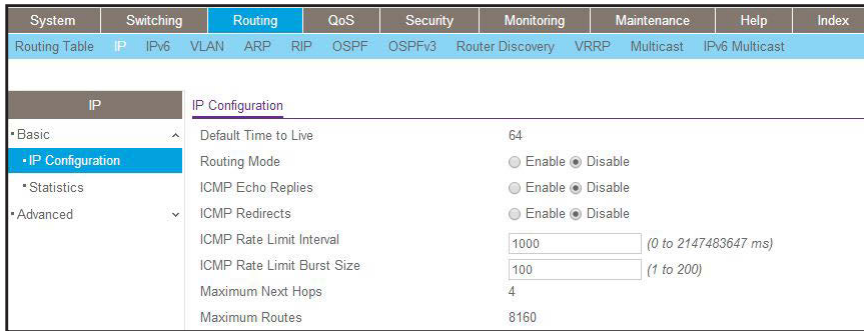 System Switching Routing QoS Security Monitoring Maintenance Help Index
Routing Table IP IPv6 VLAN ARP RIP OSPF OSPFv3 Router Discovery VRRP Multicast IPv6 Multicast
IP
Basic
IP Configuration
Statistics
Advanced
IP Configuration
Default Time to Live 64
Routing Mode Enable Disable
ICMP Echo Replies Enable Disable
ICMP Redirects Enable Disable
ICMP Rate Limit Interval 1000 (0 to 2147483647 ms)
ICMP Rate Limit Burst Size 100 (1 to 200)
Maximum Next Hops 4
Maximum Routes 8160